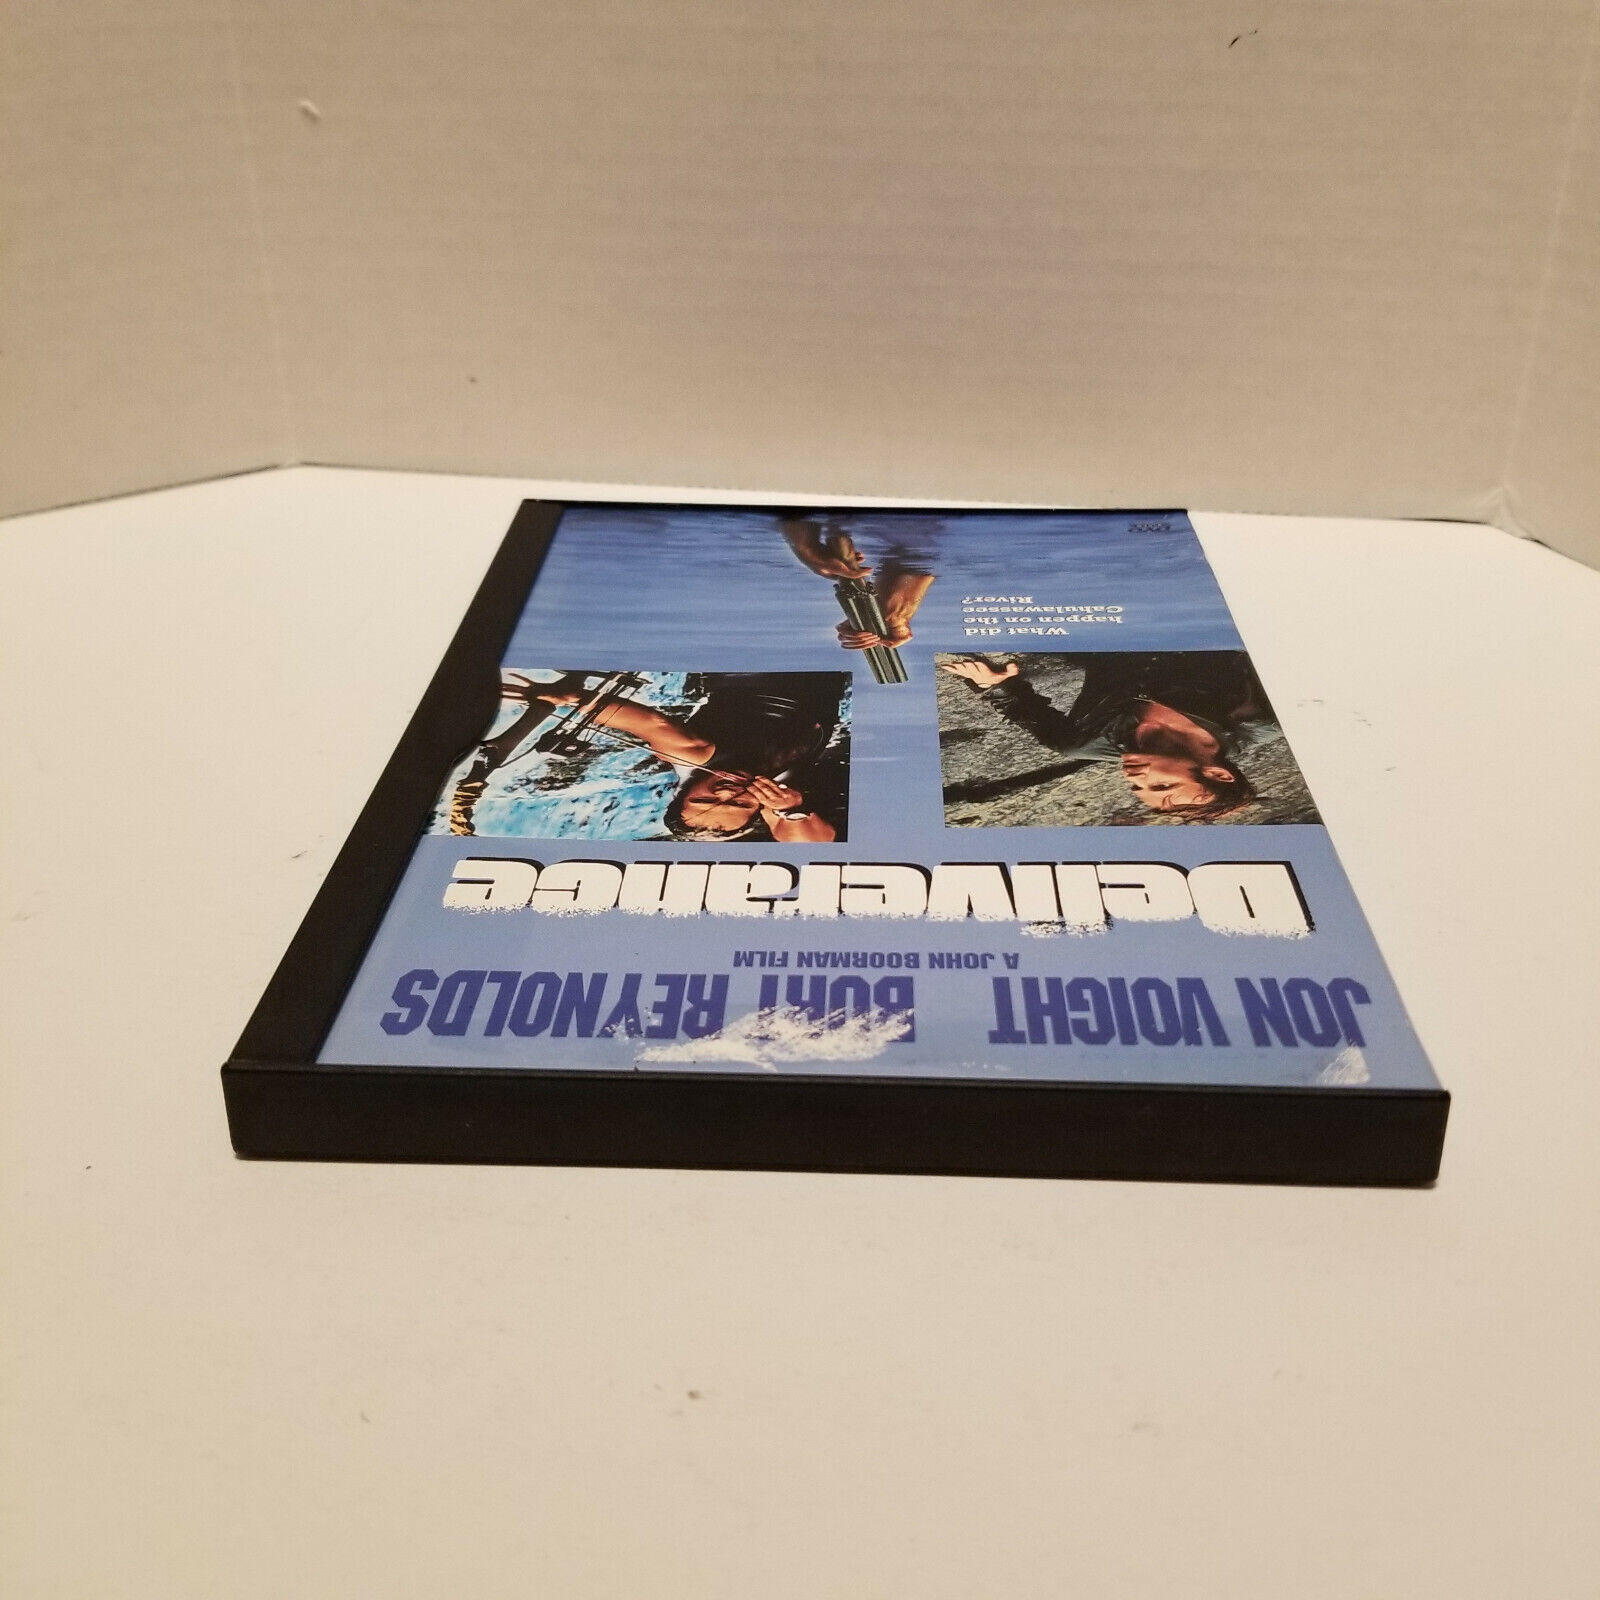 JON VOIGHT BURT REYNOLDS
A JOHN BOORMAN FILM
Deliverance
What did
happen on the
Cahulawassee
River?